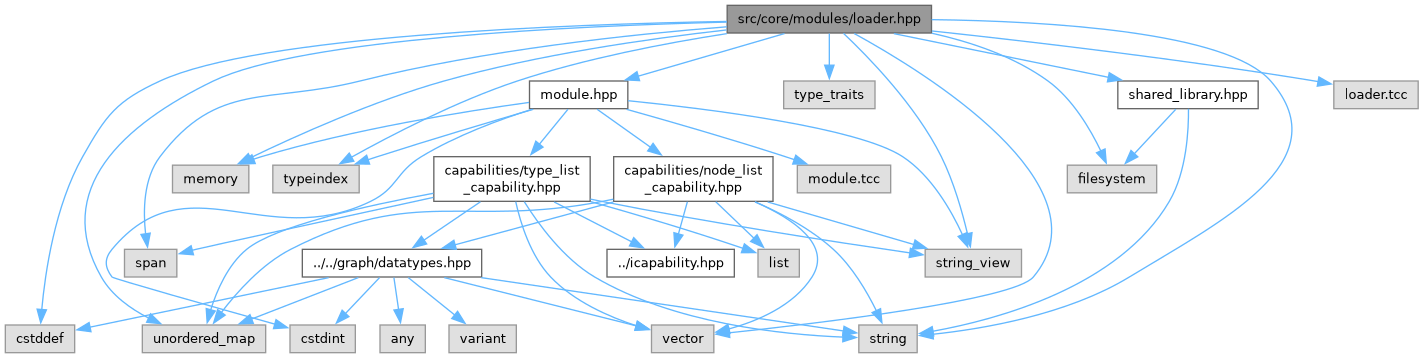 src/core/modules/loader.hpp
module.hpp
type_traits
shared_library.hpp
loader.tcc
memory
typeindex
capabilities/type_list
_capability.hpp
capabilities/node_list
_capability.hpp
module.tcc
filesystem
span
../../graph/datatypes.hpp
../icapability.hpp
list
string_view
cstddef
unordered_map
cstdint
any
variant
vector
string